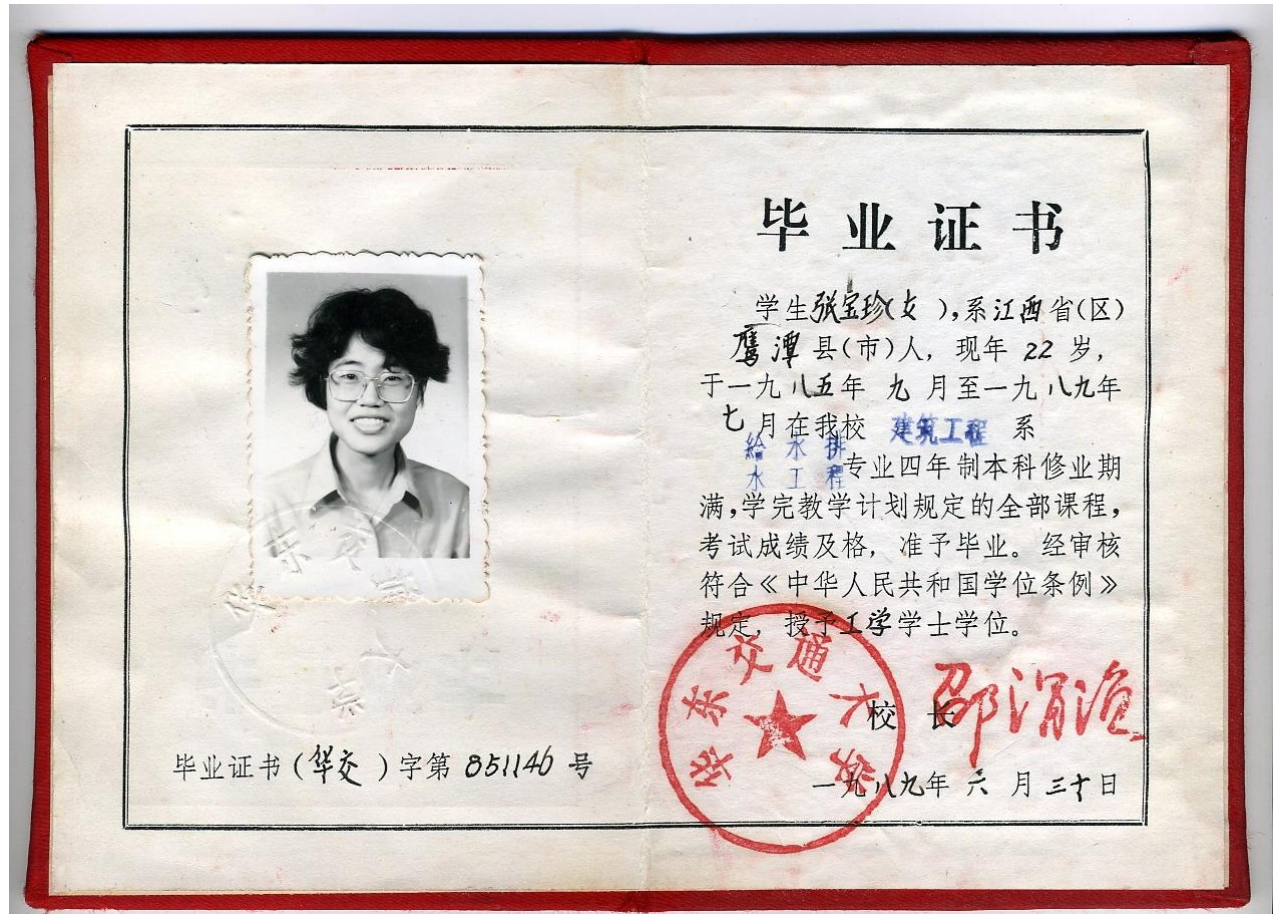 毕业证书(华交)字第851146号
毕业证书
学生张宝珍(女),系江西省(区)
鹰潭县(市)人,现年22岁,
于一九八五年九月至一九八九年
七月在我校建筑工程系
給水排
水工程专业四年制本科修业期
满,学完教学计划规定的全部课程,
考试成绩及格,准予毕业。经审核
符合《中华人民共和国学位条例》
规定,授予工学学士学位。
华东交通大学
校长
一九八九年六月三十日